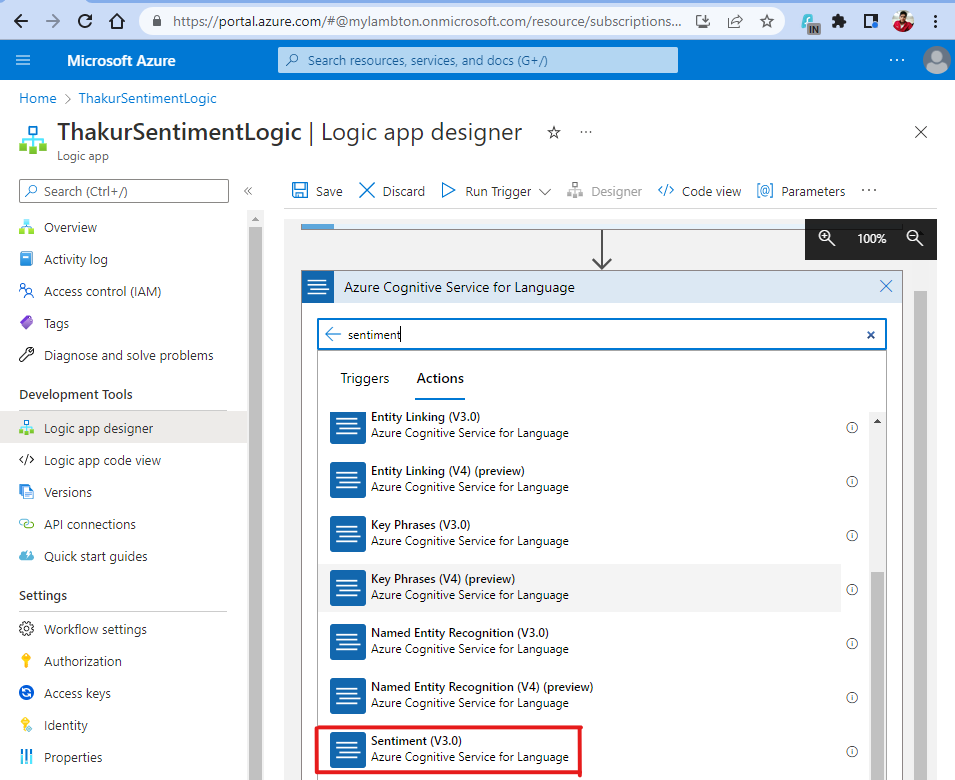 https://portal.azure.com/#@mylambton.onmicrosoft.com/resource/subscriptions...
IN
Microsoft Azure
Search resources, services, and docs (G+/)
Home > ThakurSentimentLogic
ThakurSentimentLogic | Logic app designer
Logic app
Search (Ctrl+/)
Save
Discard
Run Trigger
Designer
Code view
Parameters
Overview
Activity log
Access control (IAM)
Tags
Diagnose and solve problems
Development Tools
Logic app designer
Logic app code view
Versions
API connections
Quick start guides
Settings
Workflow settings
Authorization
Access keys
Identity
Properties
100%
Azure Cognitive Service for Language
sentiment
Triggers
Actions
Entity Linking (V3.0)
Azure Cognitive Service for Language
Entity Linking (V4) (preview)
Azure Cognitive Service for Language
Key Phrases (V3.0)
Azure Cognitive Service for Language
Key Phrases (V4) (preview)
Azure Cognitive Service for Language
Named Entity Recognition (V3.0)
Azure Cognitive Service for Language
Named Entity Recognition (V4) (preview)
Azure Cognitive Service for Language
Sentiment (V3.0)
Azure Cognitive Service for Language